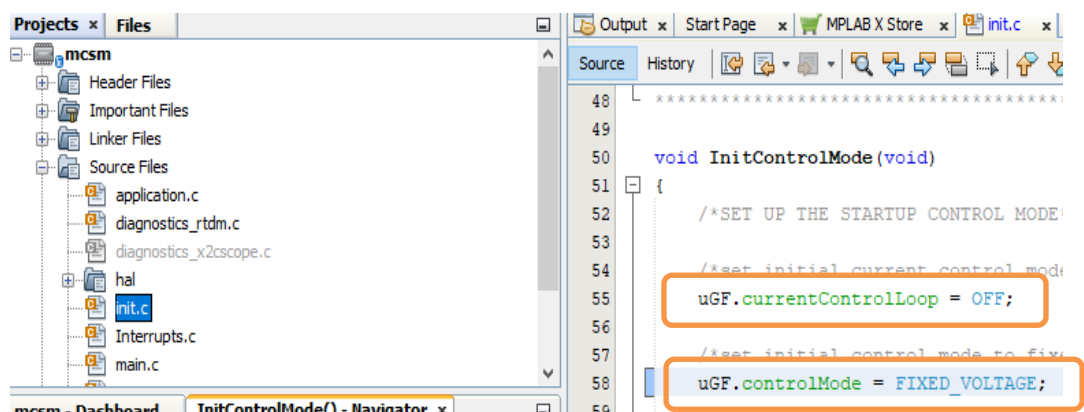 Projects × Files
mcsm
Header Files
Important Files
Linker Files
Source Files
application.c
diagnostics_rtdm.c
diagnostics_x2cscope.c
hal
init.c
Interrupts.c
main.c
mcsm - Dashboard InitControlMode() - Navigator ×
Output × Start Page × MPLAB X Store × init.c ×
Source History
48 ***************************************
49
50 void InitControlMode(void)
51 {
52 /*SET UP THE STARTUP CONTROL MODE*
53
54 /*set initial current control mode
55 uGF.currentControlLoop = OFF;
56
57 /*set initial control mode to fixe
58 uGF.controlMode = FIXED_VOLTAGE;
59